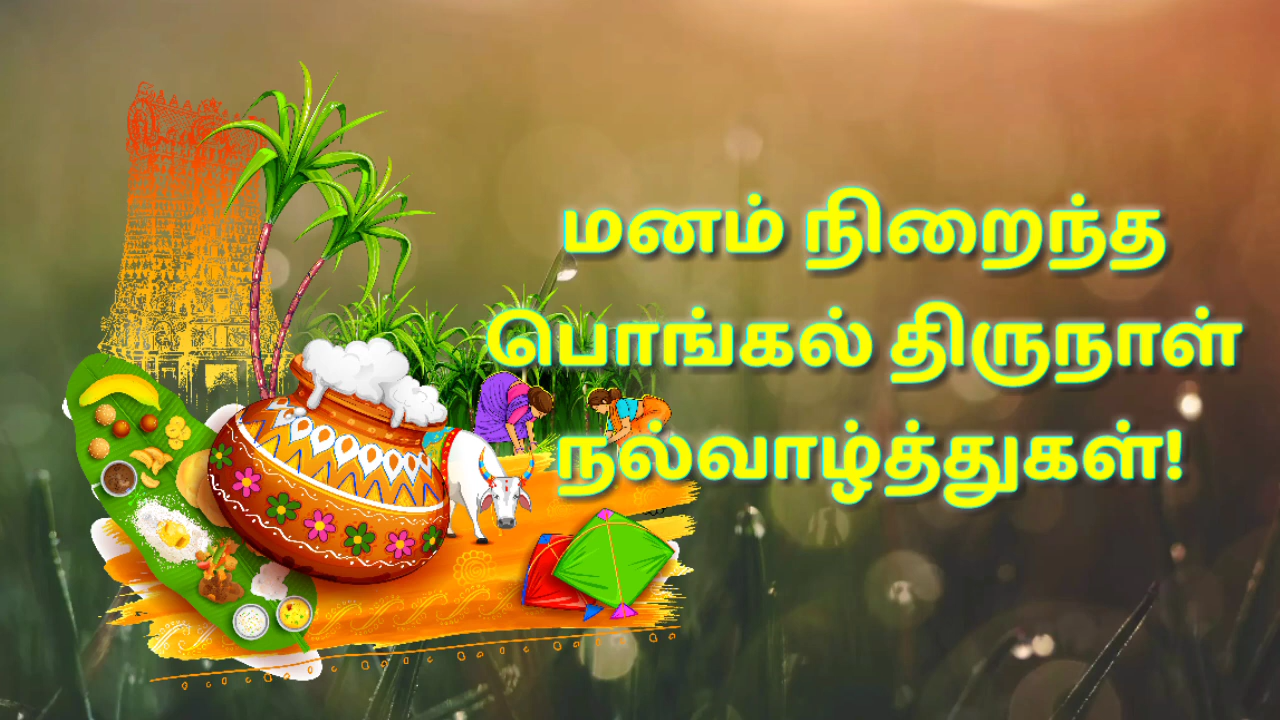 மனம் நிறைந்த
பொங்கல் திருநாள்
நல்வாழ்த்துகள்!